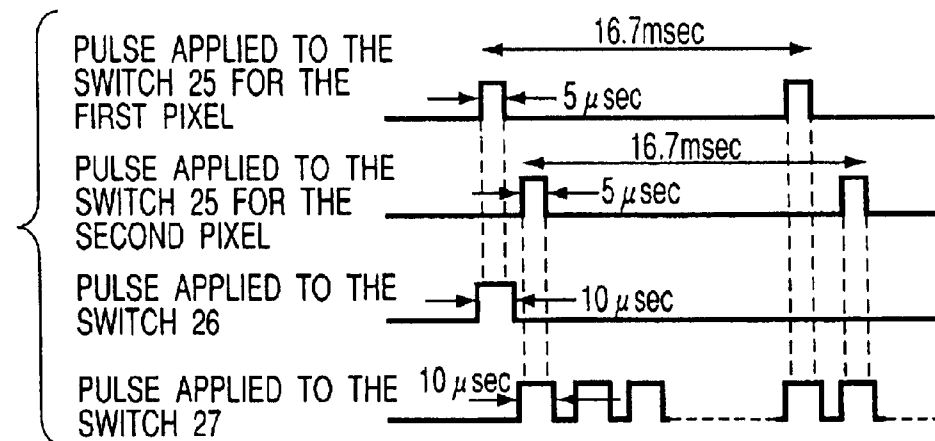 16.7msec
PULSE APPLIED TO THE
SWITCH 25 FOR THE
FIRST PIXEL
5 μsec
16.7msec
PULSE APPLIED TO THE
SWITCH 25 FOR THE
SECOND PIXEL
5 μsec
PULSE APPLIED TO THE
SWITCH 26
10 μsec
PULSE APPLIED TO THE
SWITCH 27
10 μsec